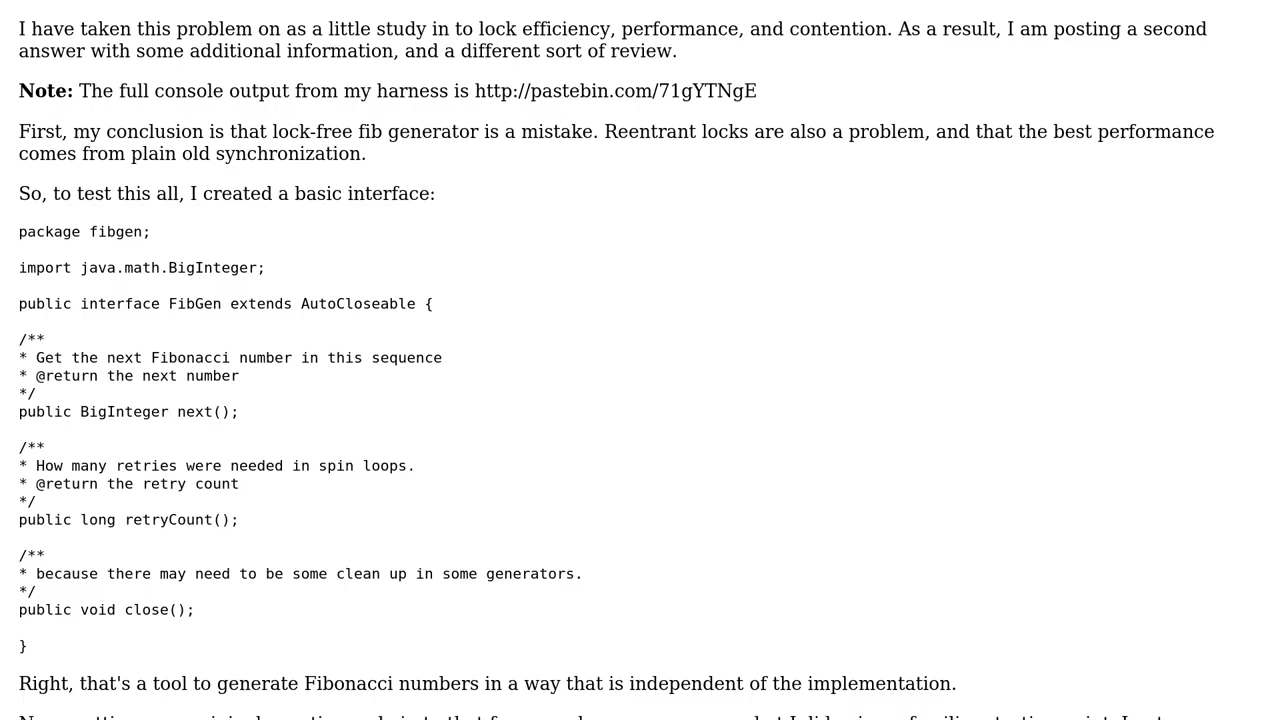 I have taken this problem on as a little study in to lock efficiency, performance, and contention. As a result, I am posting a second
answer with some additional information, and a different sort of review.
Note: The full console output from my harness is http://pastebin.com/71gYTNgE
First, my conclusion is that lock-free fib generator is a mistake. Reentrant locks are also a problem, and that the best performance
comes from plain old synchronization.
So, to test this all, I created a basic interface:
package fibgen;
import java.math.BigInteger;
public interface FibGen extends AutoCloseable {
/**
* Get the next Fibonacci number in this sequence
* @return the next number
*/
public BigInteger next();
/**
* How many retries were needed in spin loops.
* @return the retry count
*/
public long retryCount();
/**
* because there may need to be some clean up in some generators.
*/
public void close();
}
Right, that's a tool to generate Fibonacci numbers in a way that is independent of the implementation.